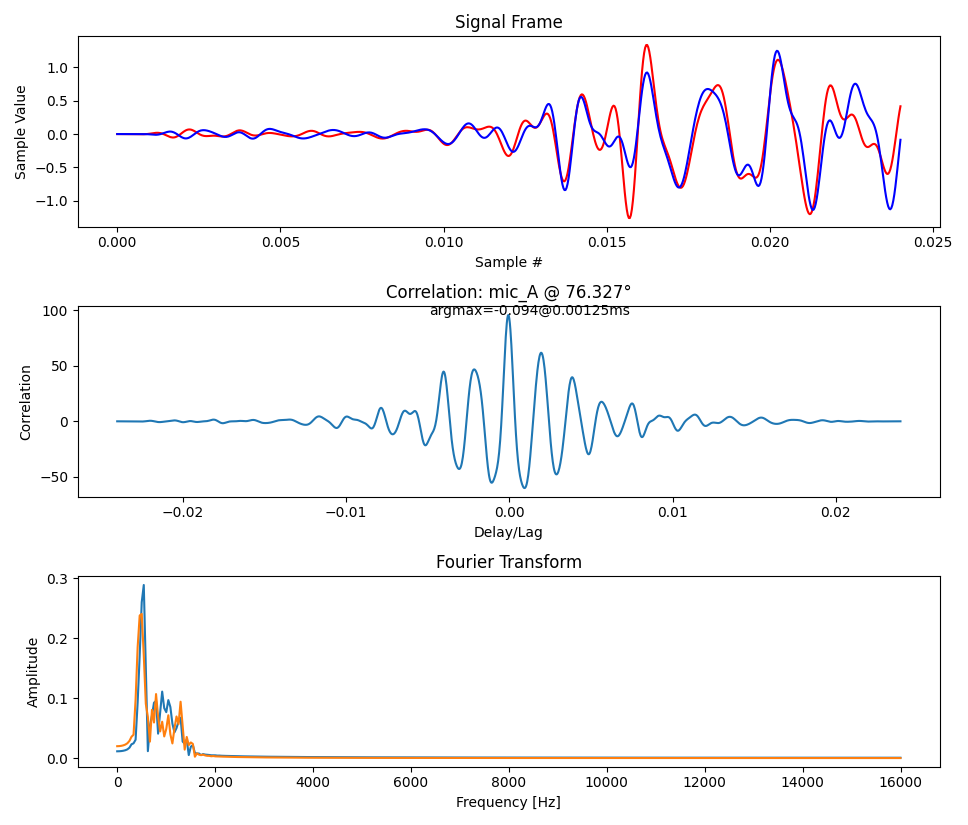 Signal Frame
1.0
0.5
0.0
−0.5
−1.0
Sample Value
0.000 0.005 0.010 0.015 0.020 0.025
Sample #
Correlation: mic_A @ 76.327°
argmax=-0.094@0.00125ms
100
50
0
−50
Correlation
−0.02 −0.01 0.00 0.01 0.02
Delay/Lag
Fourier Transform
0.3
0.2
0.1
0.0
Amplitude
0 2000 4000 6000 8000 10000 12000 14000 16000
Frequency [Hz]